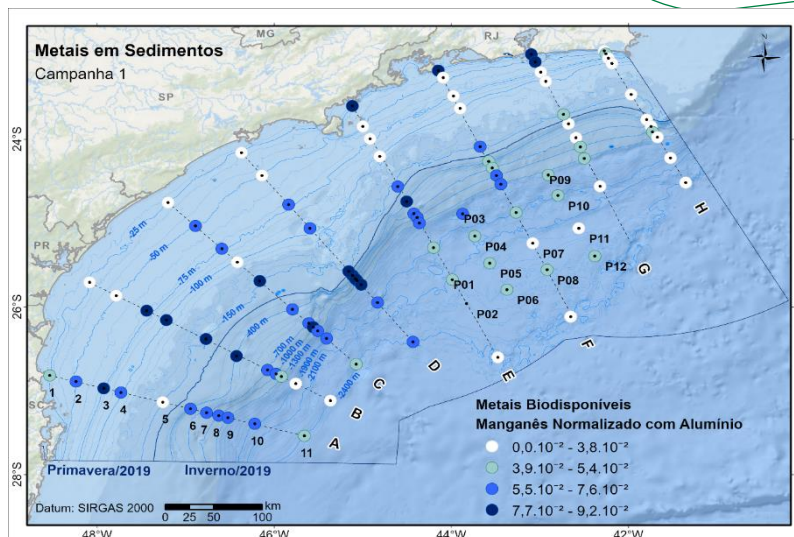 Metais em Sedimentos
Campanha 1
MG
RJ
SP
PR
SC
24°S
26°S
28°S
-25 m
-50 m
-75 m
-100 m
-150 m
-400 m
-700 m
-1000 m
-1300 m
-1900 m
-2100 m
-2400 m
P09
P10
P03
P04
P11
P07
P12
P05
P08
P01
P06
P02
H
G
F
E
D
C
B
A
1
2
3
4
5
6
7
8
9
10
11
Primavera/2019
Inverno/2019
Datum: SIRGAS 2000
km
0 25 50 100
Metais Biodisponíveis
Manganês Normalizado com Alumínio
0,0.10⁻² - 3,8.10⁻²
3,9.10⁻² - 5,4.10⁻²
5,5.10⁻² - 7,6.10⁻²
7,7.10⁻² - 9,2.10⁻²
48°W
46°W
44°W
42°W